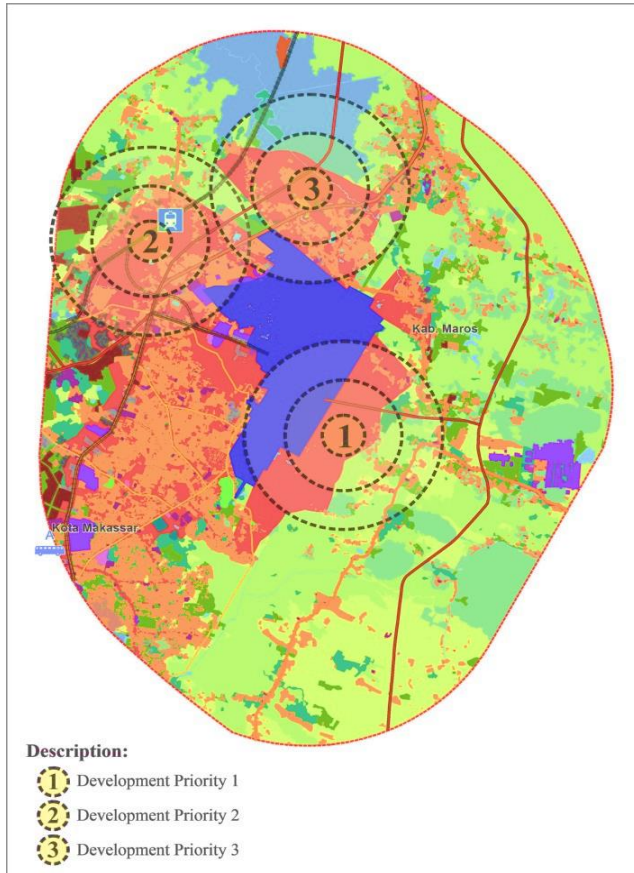 3
2
Kab. Maros
1
Kota Makassar
A
Description:
1 Development Priority 1
2 Development Priority 2
3 Development Priority 3